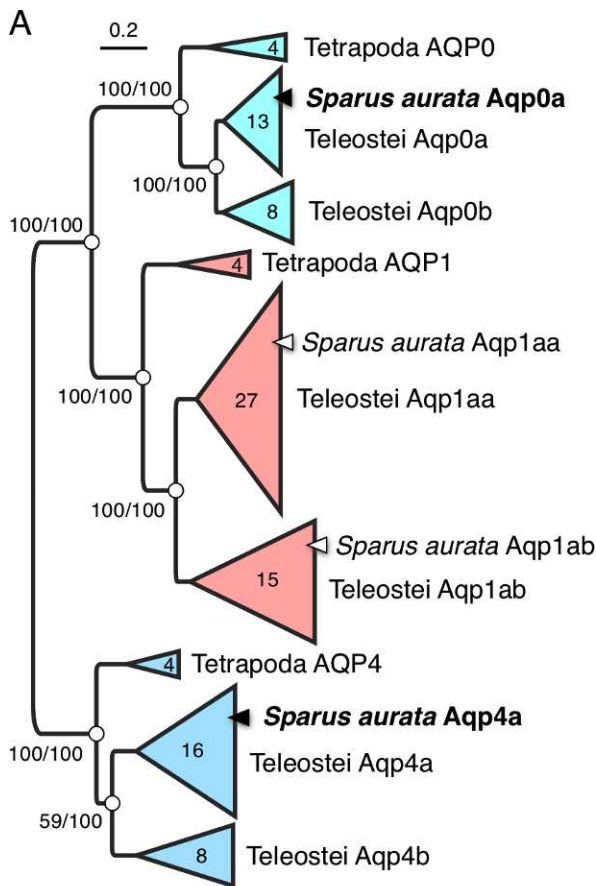 A
0.2
4
Tetrapoda AQP0
100/100
Sparus aurata Aqp0a
13
Teleostei Aqp0a
100/100
8
Teleostei Aqp0b
100/100
4
Tetrapoda AQP1
Sparus aurata Aqp1aa
100/100
27
Teleostei Aqp1aa
100/100
Sparus aurata Aqp1ab
15
Teleostei Aqp1ab
4
Tetrapoda AQP4
Sparus aurata Aqp4a
100/100
16
Teleostei Aqp4a
59/100
8
Teleostei Aqp4b